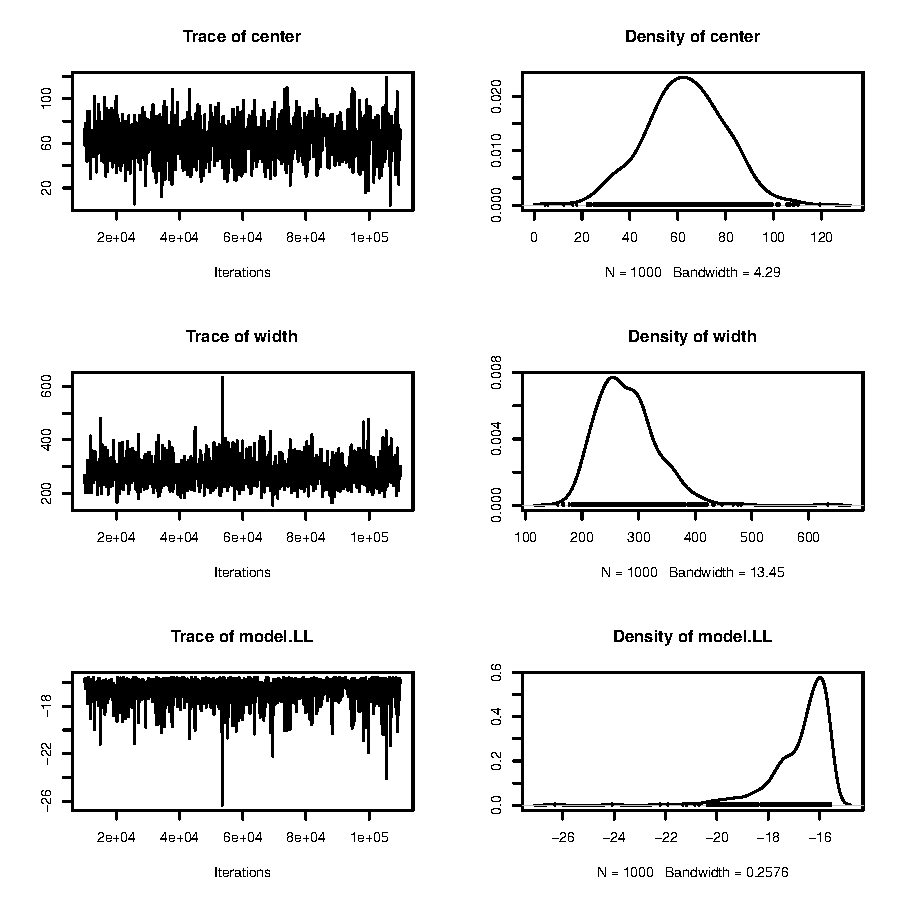 Trace of center
20 60 100
2e+04 4e+04 6e+04 8e+04 1e+05
Iterations
Density of center
0.000 0.010 0.020
0 20 40 60 80 100 120
N = 1000 Bandwidth = 4.29
Trace of width
200 400 600
2e+04 4e+04 6e+04 8e+04 1e+05
Iterations
Density of width
0.000 0.004 0.008
100 200 300 400 500 600
N = 1000 Bandwidth = 13.45
Trace of model.LL
−26 −22 −18
2e+04 4e+04 6e+04 8e+04 1e+05
Iterations
Density of model.LL
0.0 0.2 0.4 0.6
−26 −24 −22 −20 −18 −16
N = 1000 Bandwidth = 0.2576